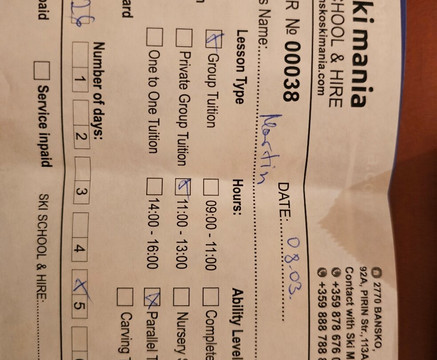 ki mania
SCHOOL & HIRE
nskoskimania.com
2770 BANSKO,
92A, PIRIN Str., 113
Contact with Ski M
+359 878 676 0
+359 888 788
R № 00038
DATE: 08.03.
s Name: Martin
Lesson Type
Hours:
Ability Level
Group Tuition
09:00 - 11:00
Complete
Private Group Tuition
11:00 - 13:00
Nursery S
One to One Tuition
14:00 - 16:00
Parallel T
ard
Carving
Number of days:
1 2 3 4 5
paid
Service inpaid
SKI SCHOOL & HIRE: